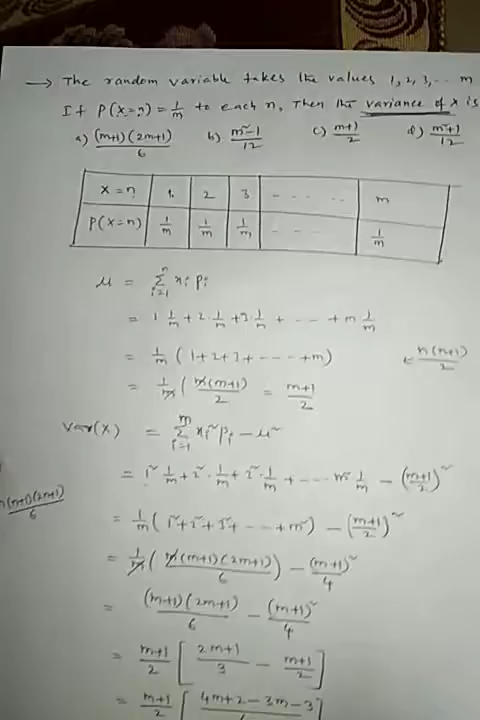 → The random variable takes the values 1, 2, 3, ... m
If P(X=n) = 1/m to each n, Then the variance of x is
a) (m+1)(2m+1)/6 b) m²-1/12 c) m+1/2 d) m²+1/12
X=n 1 2 3 - - - - - m
P(X=n) 1/m 1/m 1/m - - - - 1/m
μ = Σ_{i=1}^{n} xi pi
= 1·1/m + 2·1/m + 3·1/m + --- + m 1/m
= 1/m (1+2+3+ ---- +m) n(n+1)/2
= 1/m ( m(m+1)/2 = m+1/2
Var(X) = Σ_{i=1}^{m} xi² pi - μ²
= 1² 1/m + 2²·1/m + 3²·1/m + --- m² 1/m - (m+1/2)²
= 1/m (1²+2²+3²+ --- +m²) - (m+1/2)²
n(n+1)(2n+1)/6
= 1/m ( m(m+1)(2m+1)/6 ) - (m+1)²/4
= (m+1)(2m+1)/6 - (m+1)²/4
= m+1/2 [ 2m+1/3 - m+1/2 ]
= m+1/2 [ 4m+2-3m-3